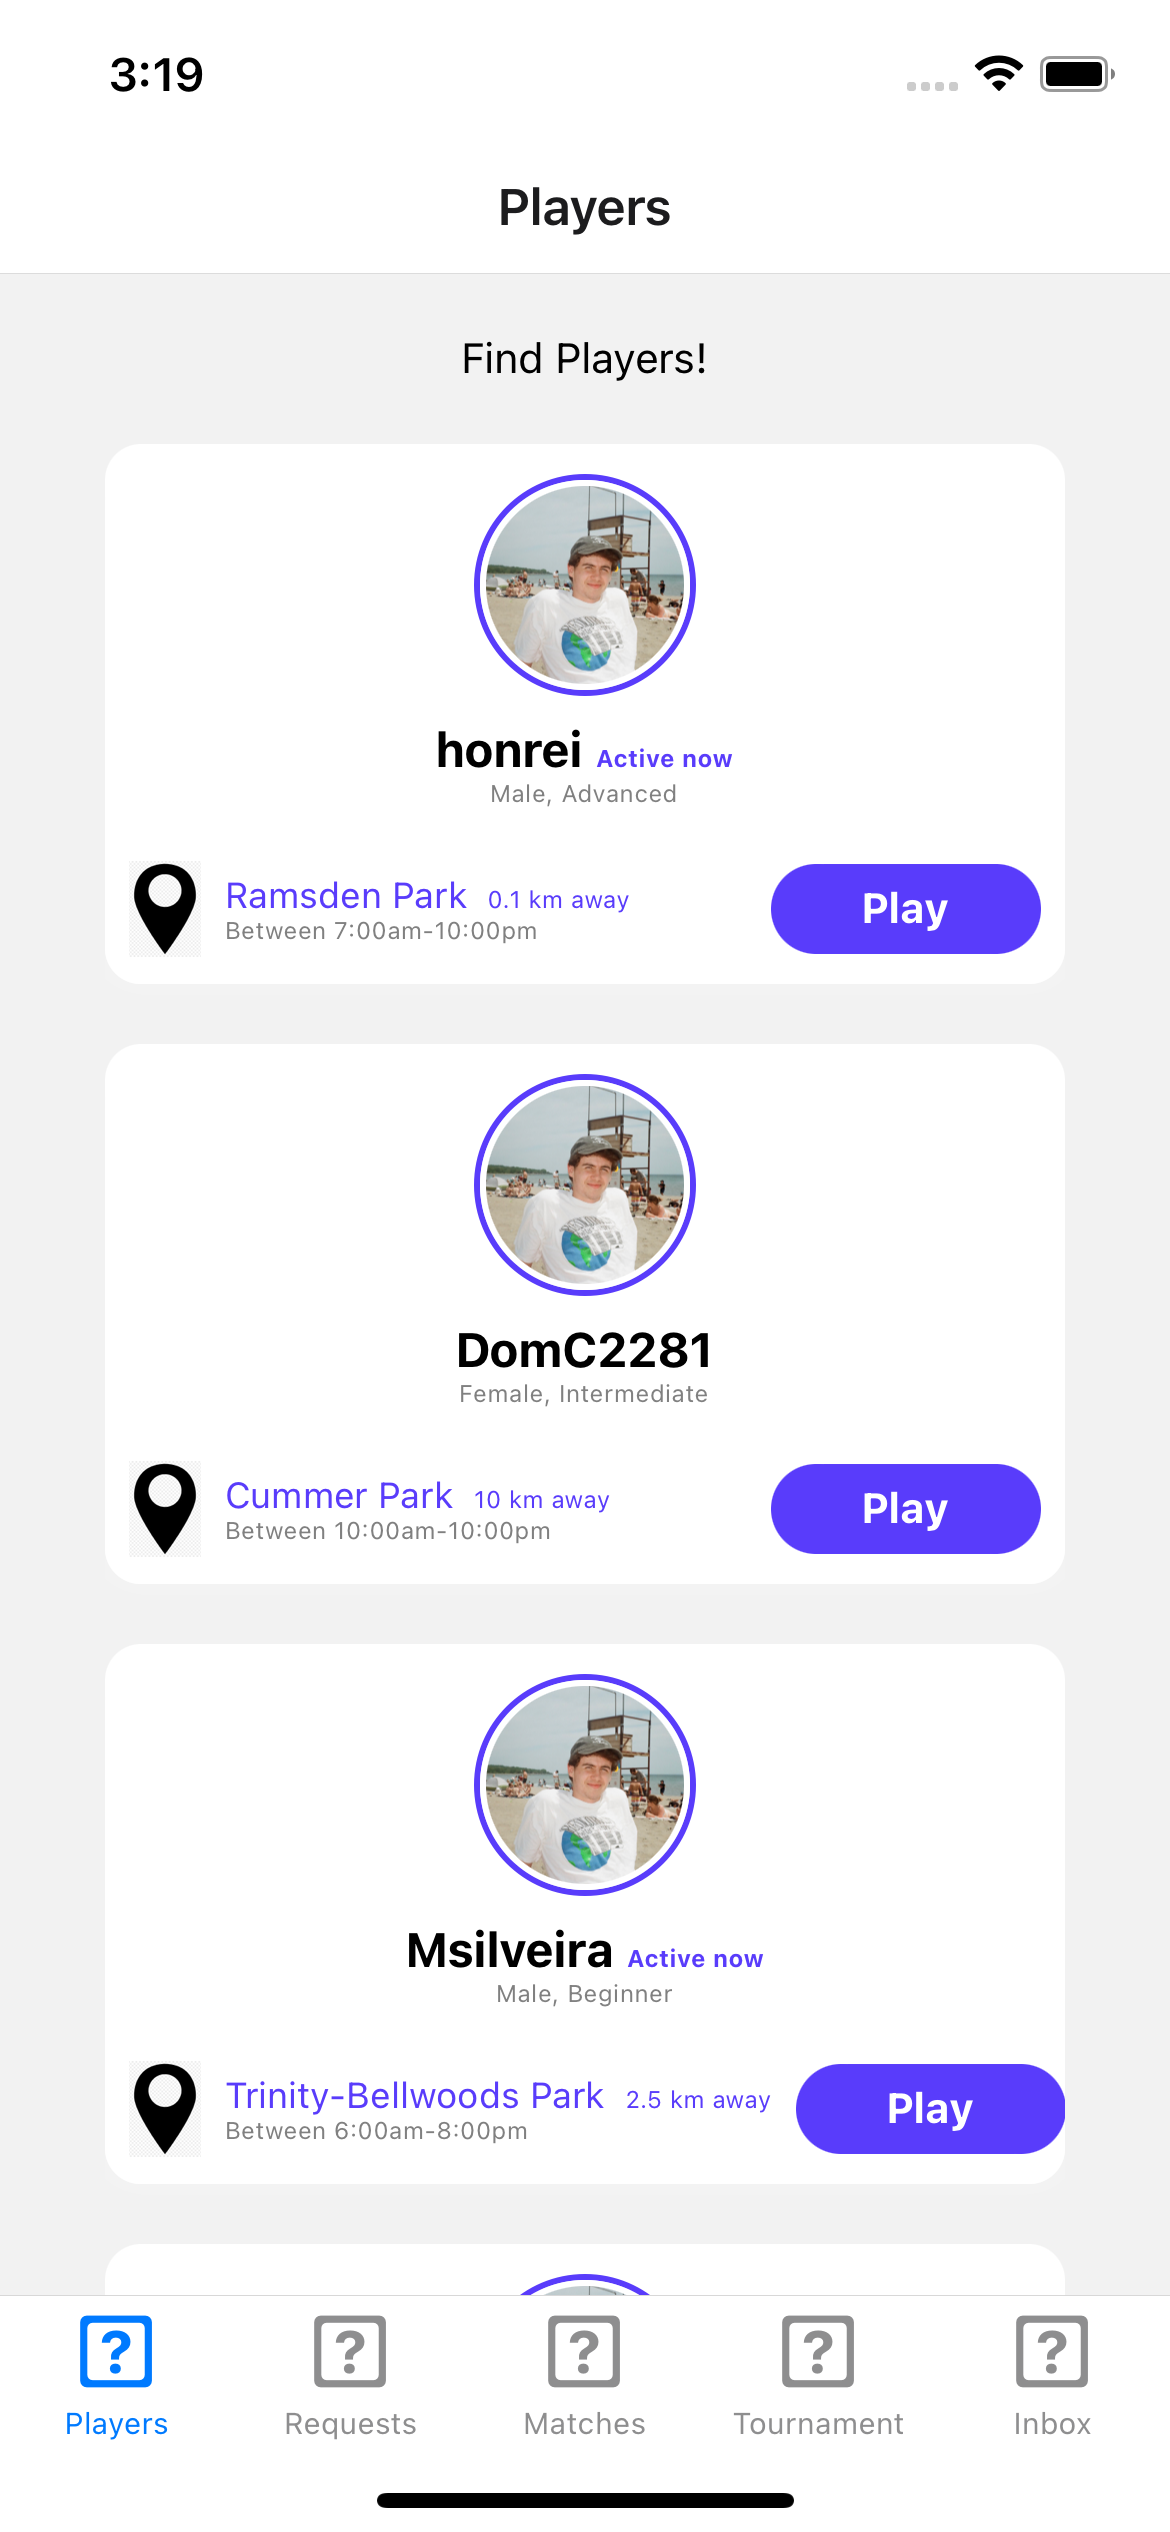 3:19
Players
Find Players!
honrei Active now
Male, Advanced
Ramsden Park 0.1 km away
Between 7:00am-10:00pm
Play
DomC2281
Female, Intermediate
Cummer Park 10 km away
Between 10:00am-10:00pm
Play
Msilveira Active now
Male, Beginner
Trinity-Bellwoods Park 2.5 km away
Between 6:00am-8:00pm
Play
? ? ? ? ?
Players Requests Matches Tournament Inbox